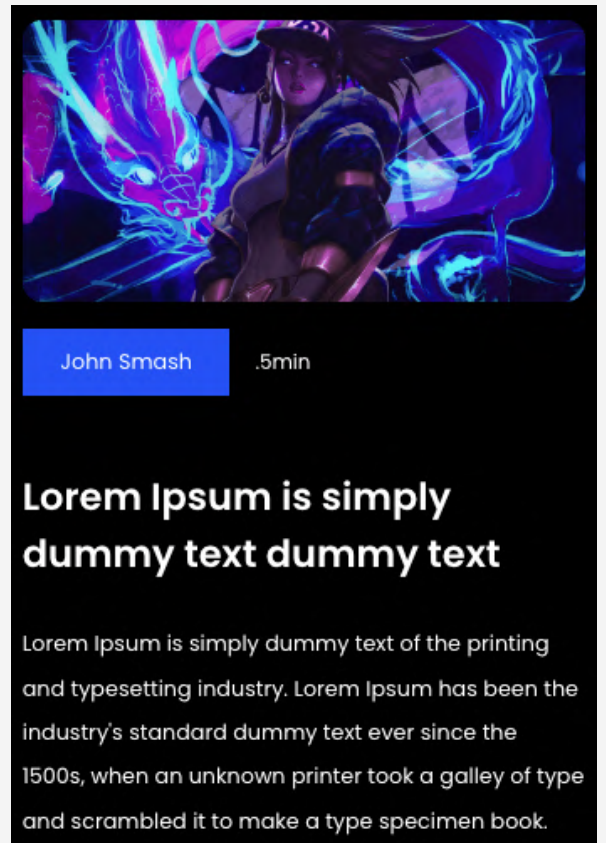 John Smash
.5min
Lorem Ipsum is simply
dummy text dummy text
Lorem Ipsum is simply dummy text of the printing
and typesetting industry. Lorem Ipsum has been the
industry's standard dummy text ever since the
1500s, when an unknown printer took a galley of type
and scrambled it to make a type specimen book.